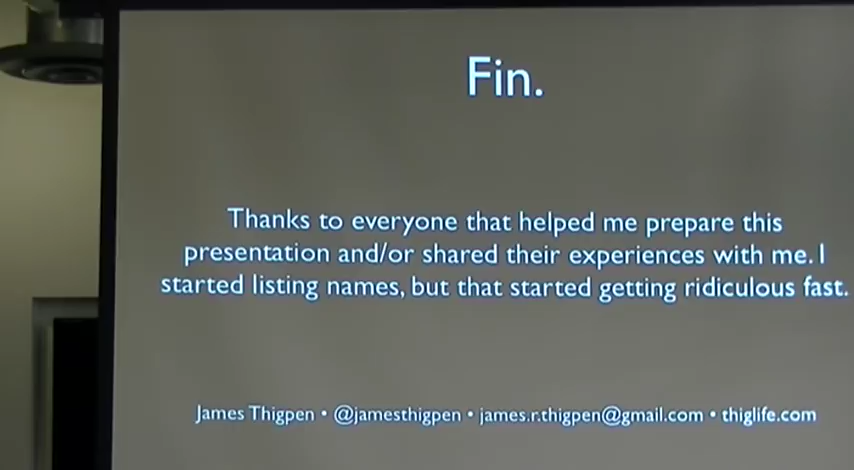 Fin.
Thanks to everyone that helped me prepare this
presentation and/or shared their experiences with me. I
started listing names, but that started getting ridiculous fast.
James Thigpen • @jamesthigpen • james.r.thigpen@gmail.com • thiglife.com